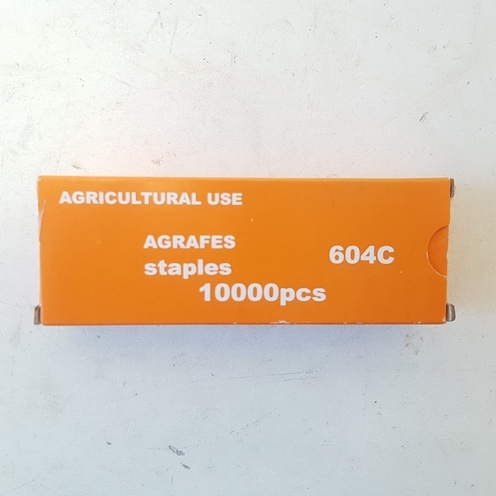 AGRICULTURAL USE
AGRAFES
604C
staples
10000pcs